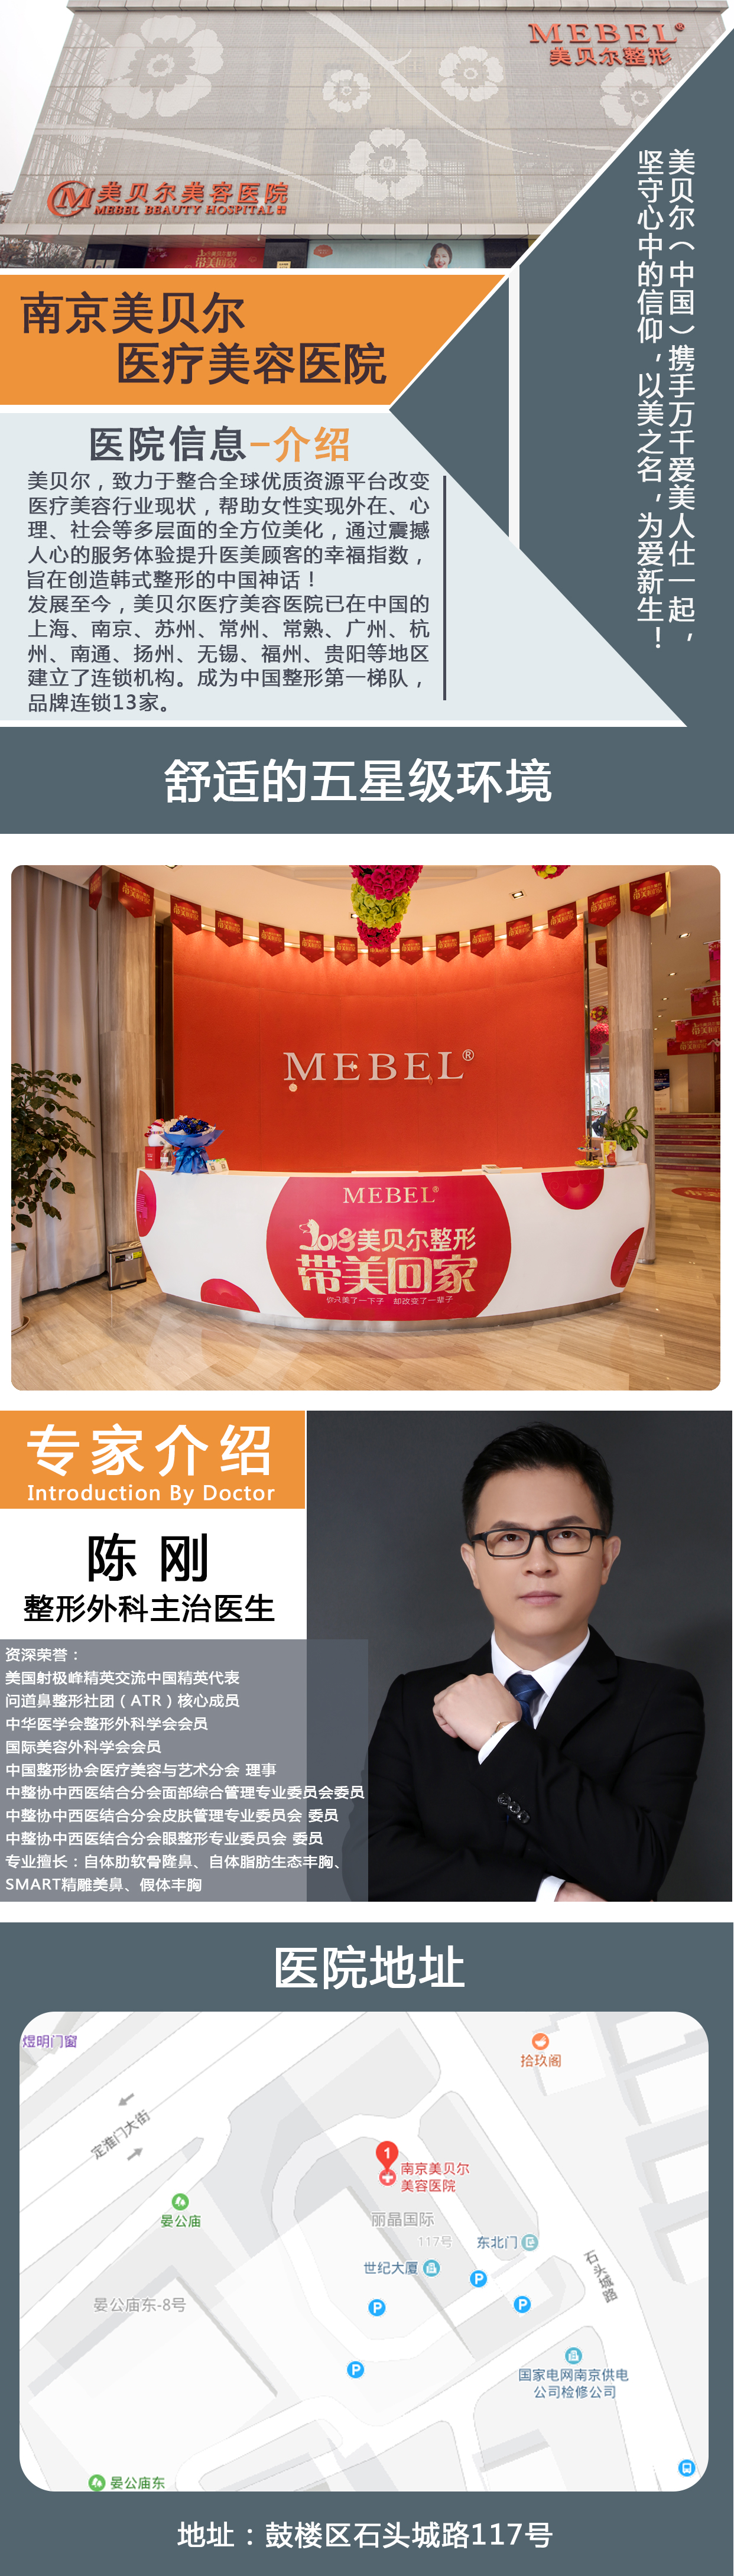 MEBEL®
美贝尔整形
美贝尔美容医院
MEBEL BEAUTY HOSPITAL
带美回家
美贝尔（中国）携手万千爱美人仕一起，
坚守心中的信仰，以美之名，为爱新生！
南京美贝尔
医疗美容医院
医院信息-介绍
美贝尔，致力于整合全球优质资源平台改变
医疗美容行业现状，帮助女性实现外在、心
理、社会等多层面的全方位美化，通过震撼
人心的服务体验提升医美顾客的幸福指数，
旨在创造韩式整形的中国神话！
发展至今，美贝尔医疗美容医院已在中国的
上海、南京、苏州、常州、常熟、广州、杭
州、南通、扬州、无锡、福州、贵阳等地区
建立了连锁机构。成为中国整形第一梯队，
品牌连锁13家。
舒适的五星级环境
MEBEL®
MEBEL®
2018美贝尔整形
带美回家
你只美了一下子 却改变了一辈子
专家介绍
Introduction By Doctor
陈 刚
整形外科主治医生
资深荣誉：
美国射极峰精英交流中国精英代表
问道鼻整形社团（ATR）核心成员
中华医学会整形外科学会会员
国际美容外科学会会员
中国整形协会医疗美容与艺术分会 理事
中整协中西医结合分会面部综合管理专业委员会委员
中整协中西医结合分会皮肤管理专业委员会 委员
中整协中西医结合分会眼整形专业委员会 委员
专业擅长：自体肋软骨隆鼻、自体脂肪生态丰胸、
SMART精雕美鼻、假体丰胸
医院地址
煜明门窗
拾玖阁
定淮门大街
1
南京美贝尔
美容医院
晏公庙
丽晶国际
117号
东北门
世纪大厦
P
石头城路
晏公庙东-8号
P
P
P
国家电网南京供电
公司检修公司
晏公庙东
地址：鼓楼区石头城路117号